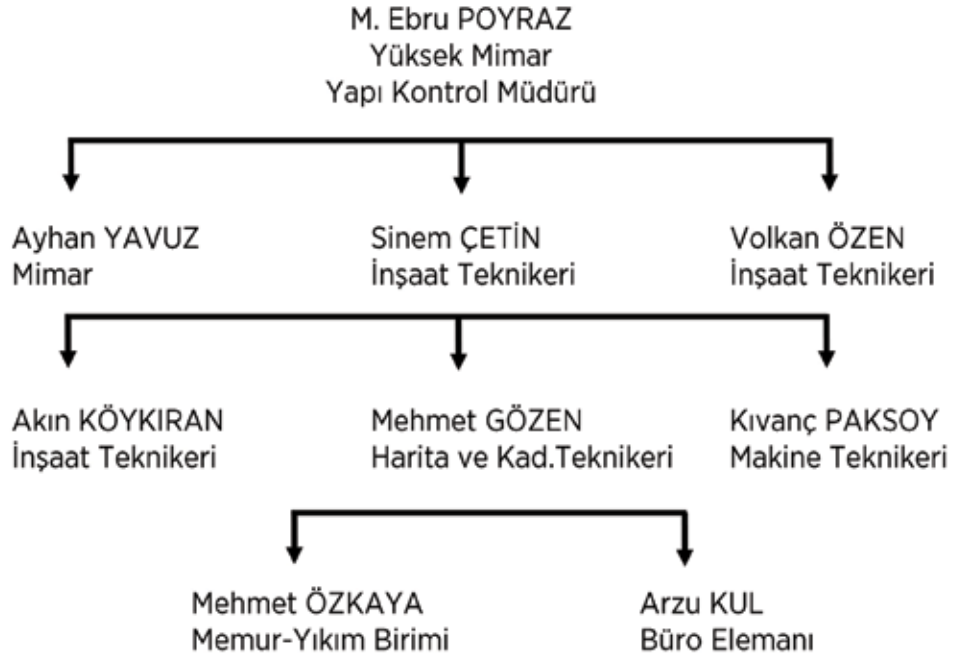 M. Ebru POYRAZ
Yüksek Mimar
Yapı Kontrol Müdürü
Ayhan YAVUZ
Mimar
Sinem ÇETİN
İnşaat Teknikeri
Volkan ÖZEN
İnşaat Teknikeri
Akın KÖYKIRAN
İnşaat Teknikeri
Mehmet GÖZEN
Harita ve Kad.Teknikeri
Kıvanç PAKSOY
Makine Teknikeri
Mehmet ÖZKAYA
Memur-Yıkım Birimi
Arzu KUL
Büro Elemanı